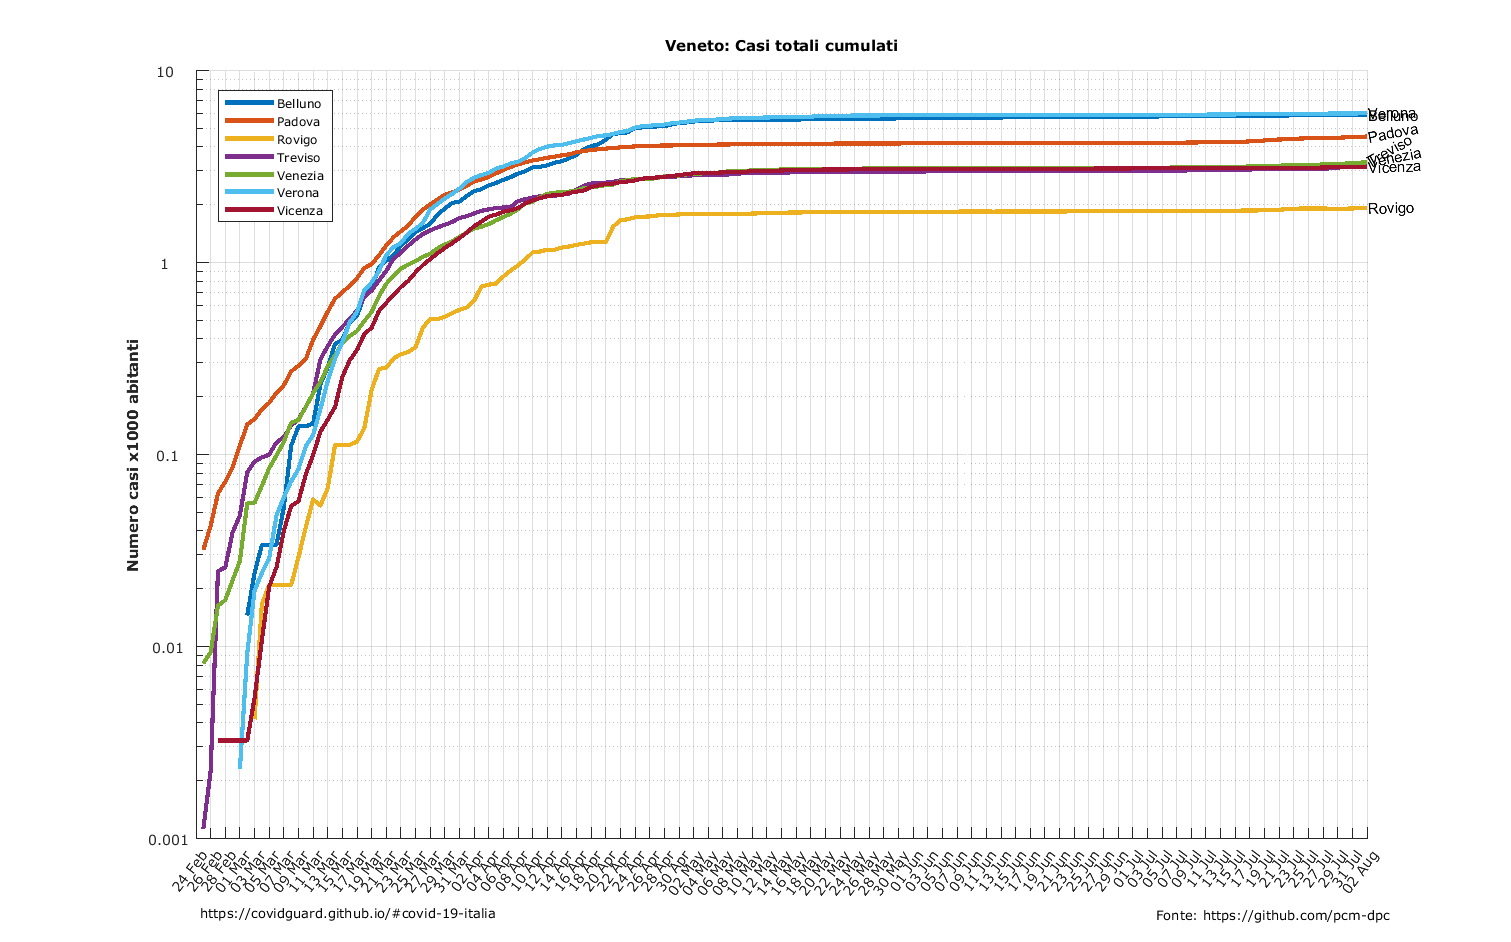 Veneto: Casi totali cumulati
10
1
0.1
0.01
0.001
Numero casi x1000 abitanti
Belluno
Padova
Rovigo
Treviso
Venezia
Verona
Vicenza
Verona
Belluno
Padova
Treviso
Venezia
Vicenza
Rovigo
24 Feb
26 Feb
28 Feb
01 Mar
03 Mar
05 Mar
07 Mar
09 Mar
11 Mar
13 Mar
15 Mar
17 Mar
19 Mar
21 Mar
23 Mar
25 Mar
27 Mar
29 Mar
31 Mar
02 Apr
04 Apr
06 Apr
08 Apr
10 Apr
12 Apr
14 Apr
16 Apr
18 Apr
20 Apr
22 Apr
24 Apr
26 Apr
28 Apr
30 Apr
02 May
04 May
06 May
08 May
10 May
12 May
14 May
16 May
18 May
20 May
22 May
24 May
26 May
28 May
30 May
01 Jun
03 Jun
05 Jun
07 Jun
09 Jun
11 Jun
13 Jun
15 Jun
17 Jun
19 Jun
21 Jun
23 Jun
25 Jun
27 Jun
29 Jun
01 Jul
03 Jul
05 Jul
07 Jul
09 Jul
11 Jul
13 Jul
15 Jul
17 Jul
19 Jul
21 Jul
23 Jul
25 Jul
27 Jul
29 Jul
31 Jul
02 Aug
https://covidguard.github.io/#covid-19-italia
Fonte: https://github.com/pcm-dpc